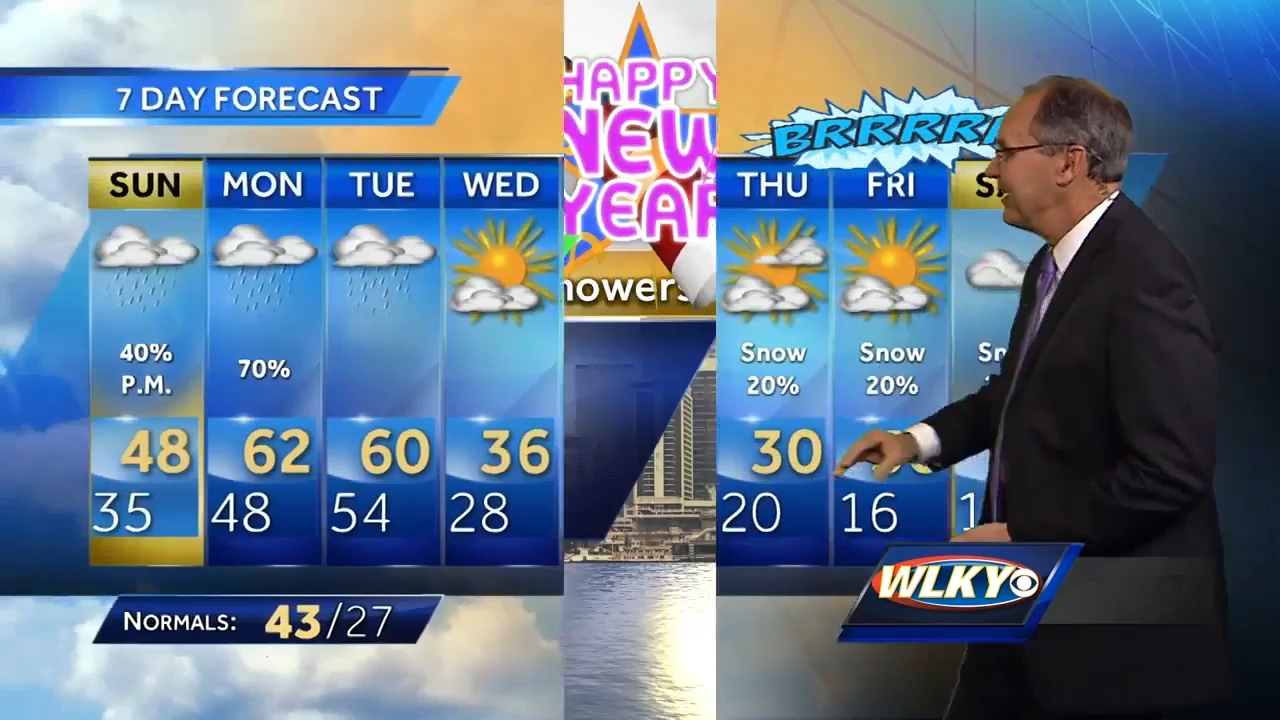 7 DAY FORECAST
HAPPY
NEW
YEAR
BRRRRR
SUN MON TUE WED THU FRI
howers
40%
P.M.
70%
Snow
20%
Snow
20%
48 62 60 36 30
35 48 54 28 20 16
NORMALS: 43/27
WLKY